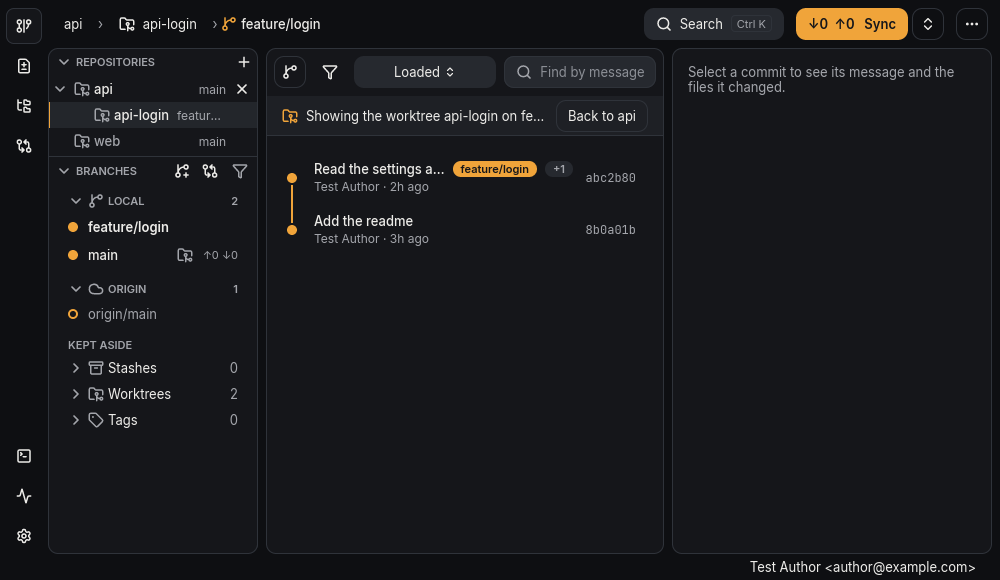 api › api-login › feature/login
Search Ctrl K
↓0 ↑0 Sync
REPOSITORIES
api main
api-login featur...
web main
BRANCHES
LOCAL 2
feature/login
main ↑0 ↓0
ORIGIN 1
origin/main
KEPT ASIDE
Stashes 0
Worktrees 2
Tags 0
Loaded
Find by message
Showing the worktree api-login on fe...
Back to api
Read the settings a... feature/login +1 abc2b80
Test Author · 2h ago
Add the readme 8b0a01b
Test Author · 3h ago
Select a commit to see its message and the
files it changed.
Test Author <author@example.com>